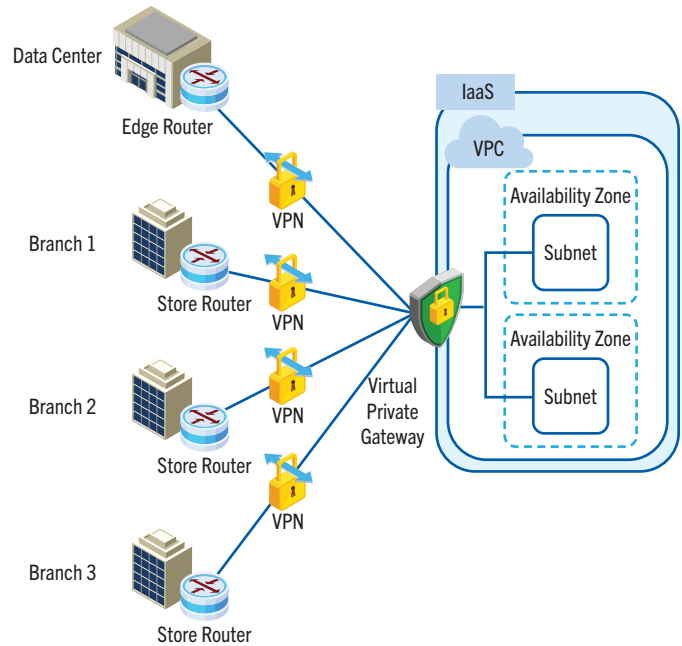 Data Center
Edge Router
VPN
Branch 1
Store Router
VPN
Branch 2
Store Router
VPN
Branch 3
Store Router
VPN
Virtual
Private
Gateway
IaaS
VPC
Availability Zone
Subnet
Availability Zone
Subnet